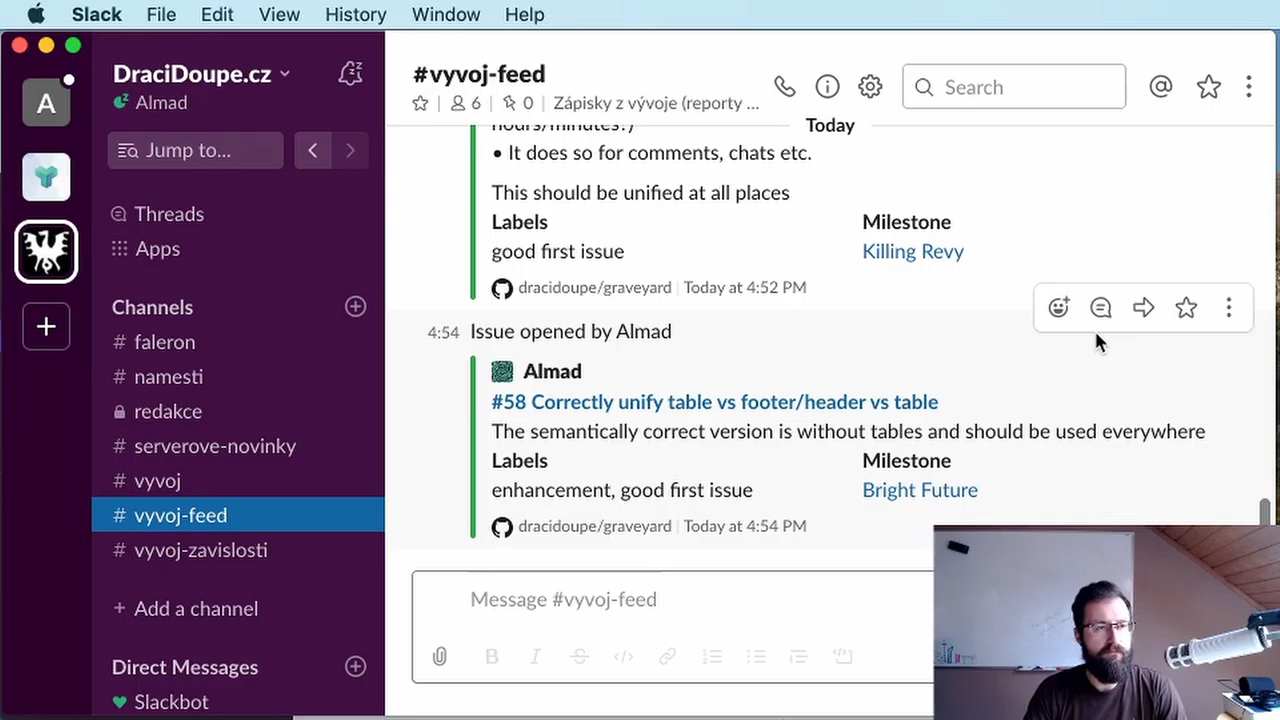 Slack File Edit View History Window Help
A
DraciDoupe.cz
Almad
Jump to...
Threads
Apps
Channels
# faleron
# namesti
redakce
# serverove-novinky
# vyvoj
# vyvoj-feed
# vyvoj-zavislosti
+ Add a channel
Direct Messages
Slackbot
#vyvoj-feed
6 | 0 | Zápisky z vývoje (reporty ...
Search
Today
hours/minutes?)
• It does so for comments, chats etc.
This should be unified at all places
Labels Milestone
good first issue Killing Revy
dracidoupe/graveyard | Today at 4:52 PM
4:54 Issue opened by Almad
Almad
#58 Correctly unify table vs footer/header vs table
The semantically correct version is without tables and should be used everywhere
Labels Milestone
enhancement, good first issue Bright Future
dracidoupe/graveyard | Today at 4:54 PM
Message #vyvoj-feed